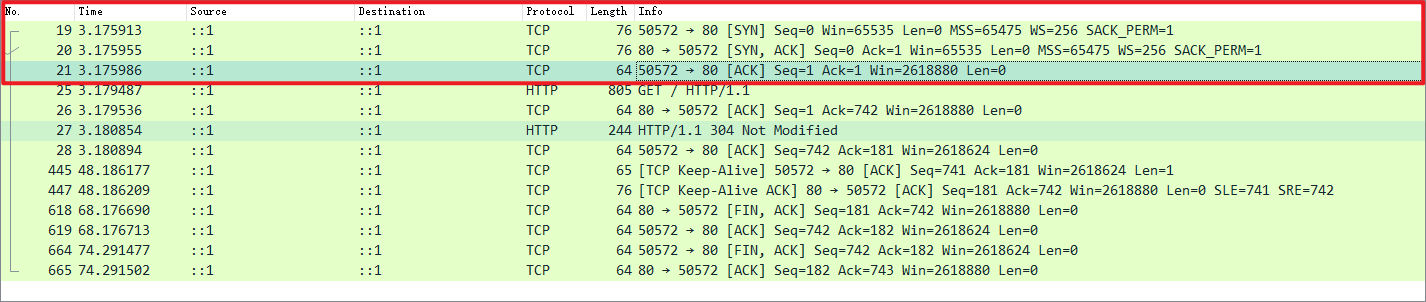 No. Time Source Destination Protocol Length Info
19 3.175913 ::1 ::1 TCP 76 50572 → 80 [SYN] Seq=0 Win=65535 Len=0 MSS=65475 WS=256 SACK_PERM=1
20 3.175955 ::1 ::1 TCP 76 80 → 50572 [SYN, ACK] Seq=0 Ack=1 Win=65535 Len=0 MSS=65475 WS=256 SACK_PERM=1
21 3.175986 ::1 ::1 TCP 64 50572 → 80 [ACK] Seq=1 Ack=1 Win=2618880 Len=0
25 3.179487 ::1 ::1 HTTP 805 GET / HTTP/1.1
26 3.179536 ::1 ::1 TCP 64 80 → 50572 [ACK] Seq=1 Ack=742 Win=2618880 Len=0
27 3.180854 ::1 ::1 HTTP 244 HTTP/1.1 304 Not Modified
28 3.180894 ::1 ::1 TCP 64 50572 → 80 [ACK] Seq=742 Ack=181 Win=2618624 Len=0
445 48.186177 ::1 ::1 TCP 65 [TCP Keep-Alive] 50572 → 80 [ACK] Seq=741 Ack=181 Win=2618624 Len=1
447 48.186209 ::1 ::1 TCP 76 [TCP Keep-Alive ACK] 80 → 50572 [ACK] Seq=181 Ack=742 Win=2618880 Len=0 SLE=741 SRE=742
618 68.176690 ::1 ::1 TCP 64 80 → 50572 [FIN, ACK] Seq=181 Ack=742 Win=2618880 Len=0
619 68.176713 ::1 ::1 TCP 64 50572 → 80 [ACK] Seq=742 Ack=182 Win=2618624 Len=0
664 74.291477 ::1 ::1 TCP 64 50572 → 80 [FIN, ACK] Seq=742 Ack=182 Win=2618624 Len=0
665 74.291502 ::1 ::1 TCP 64 80 → 50572 [ACK] Seq=182 Ack=743 Win=2618880 Len=0